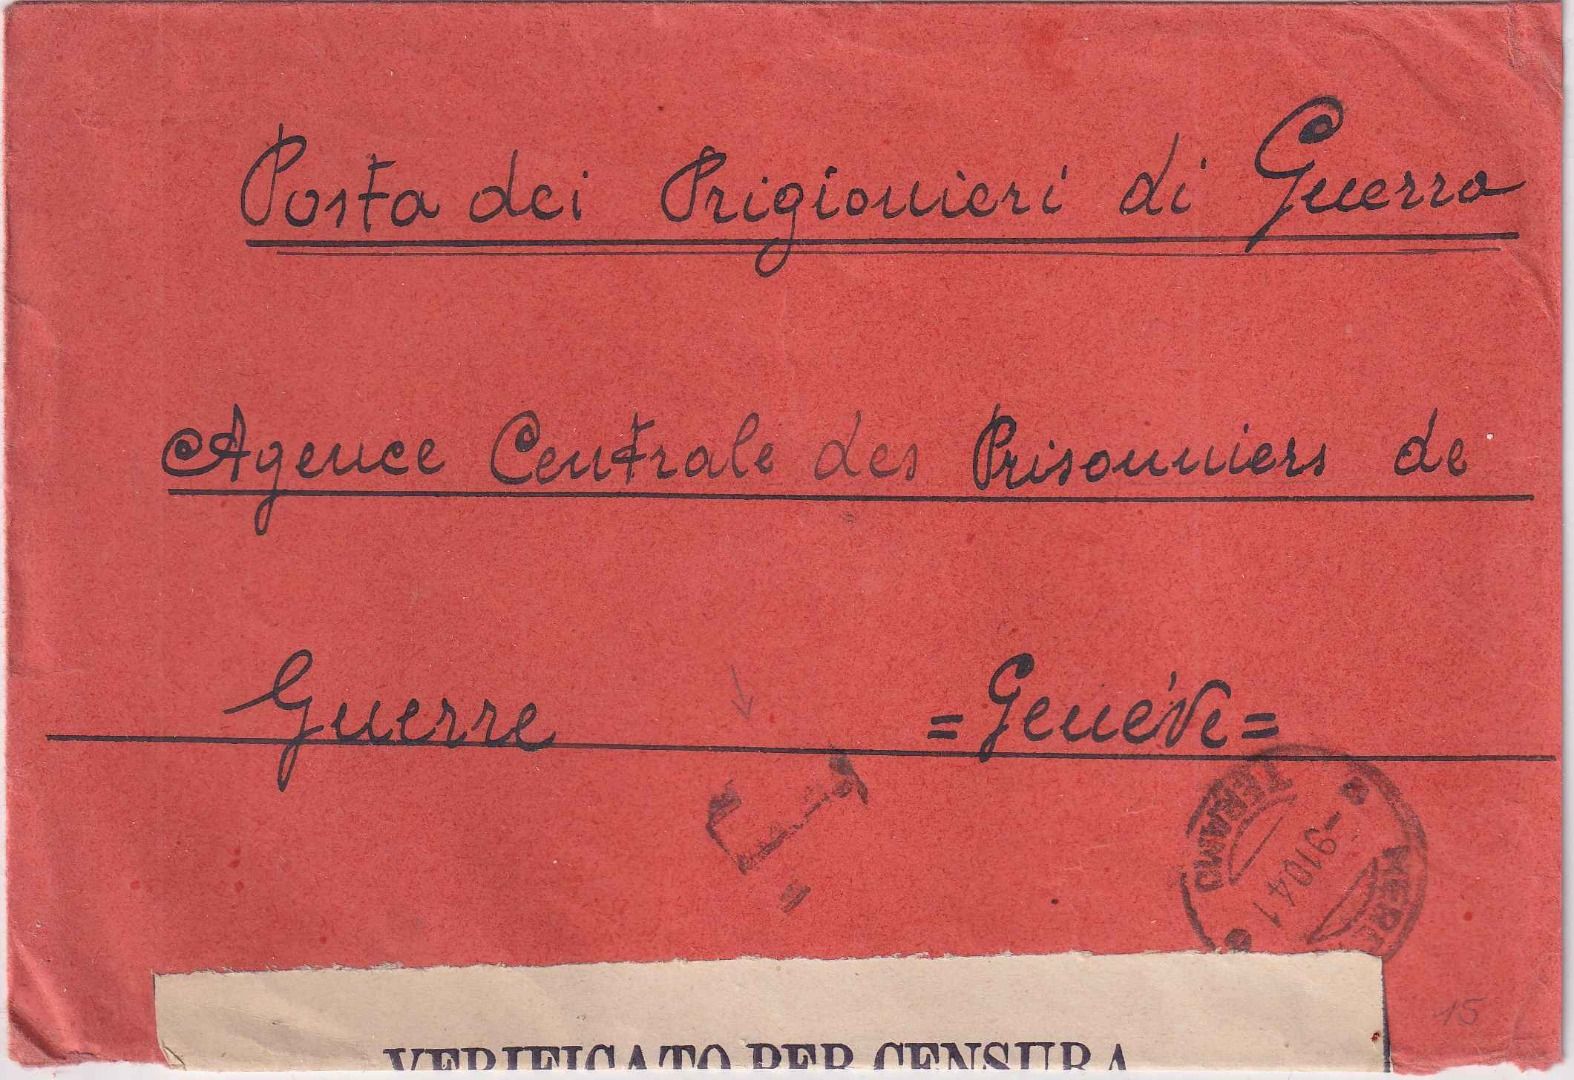 Posta dei Prigionieri di Guerra
Agence Centrale des Prisonniers de
Guerre =Genéve=
TERAMO
-9 10 41
15
VERIFICATO PER CENSURA